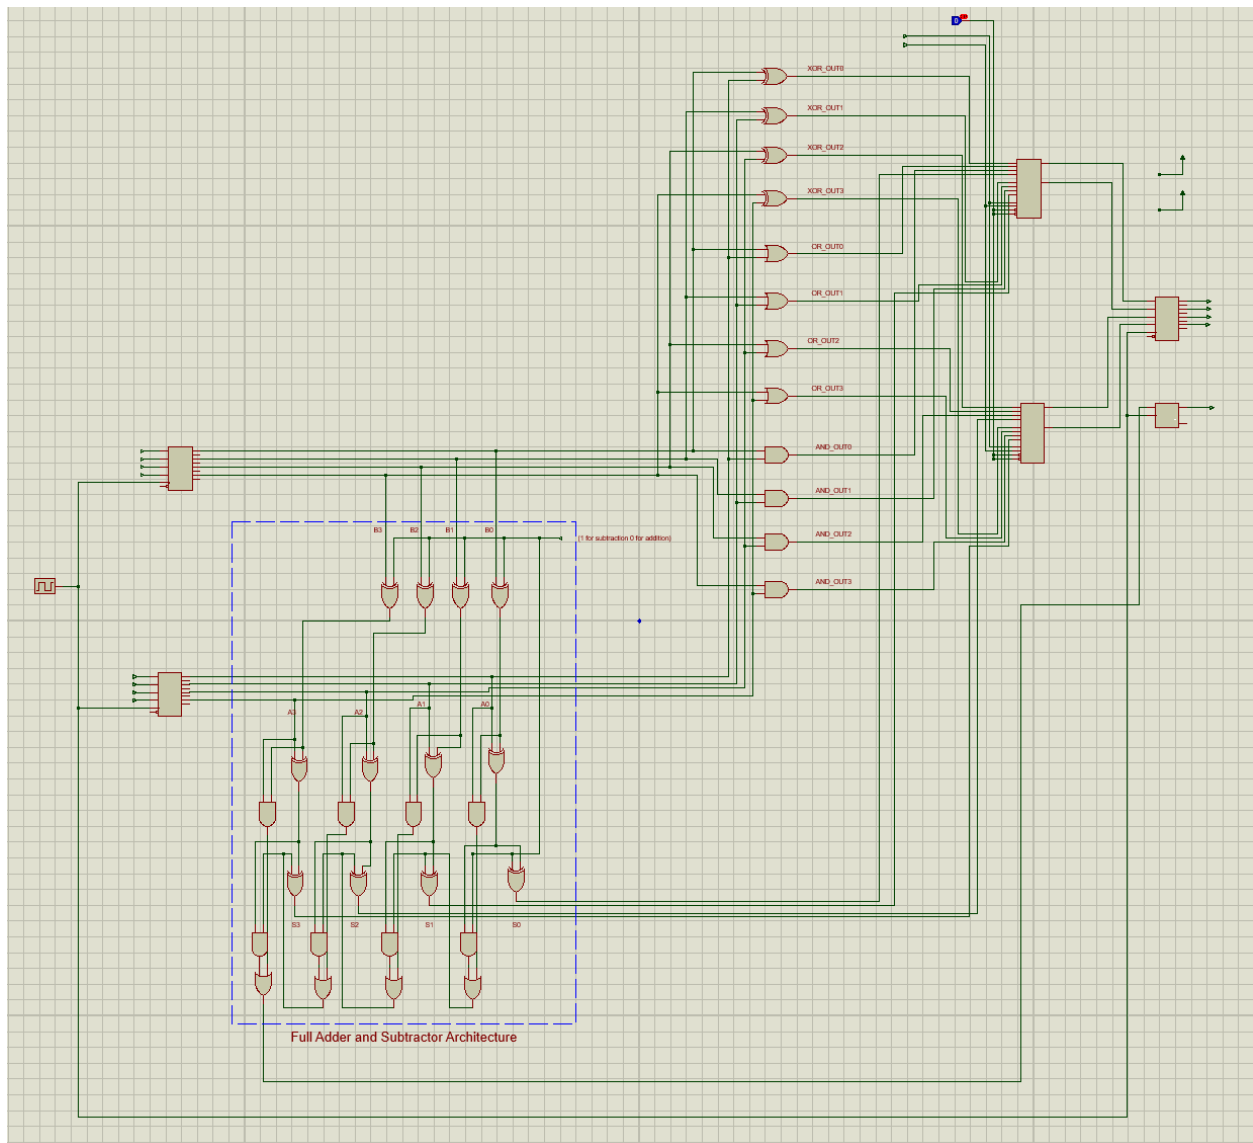 0
XOR_OUT0
XOR_OUT1
XOR_OUT2
XOR_OUT3
OR_OUT0
OR_OUT1
OR_OUT2
OR_OUT3
AND_OUT0
AND_OUT1
AND_OUT2
AND_OUT3
B3 B2 B1 B0
(1 for subtraction 0 for addition)
A3 A2 A1 A0
S3 S2 S1 S0
Full Adder and Subtractor Architecture